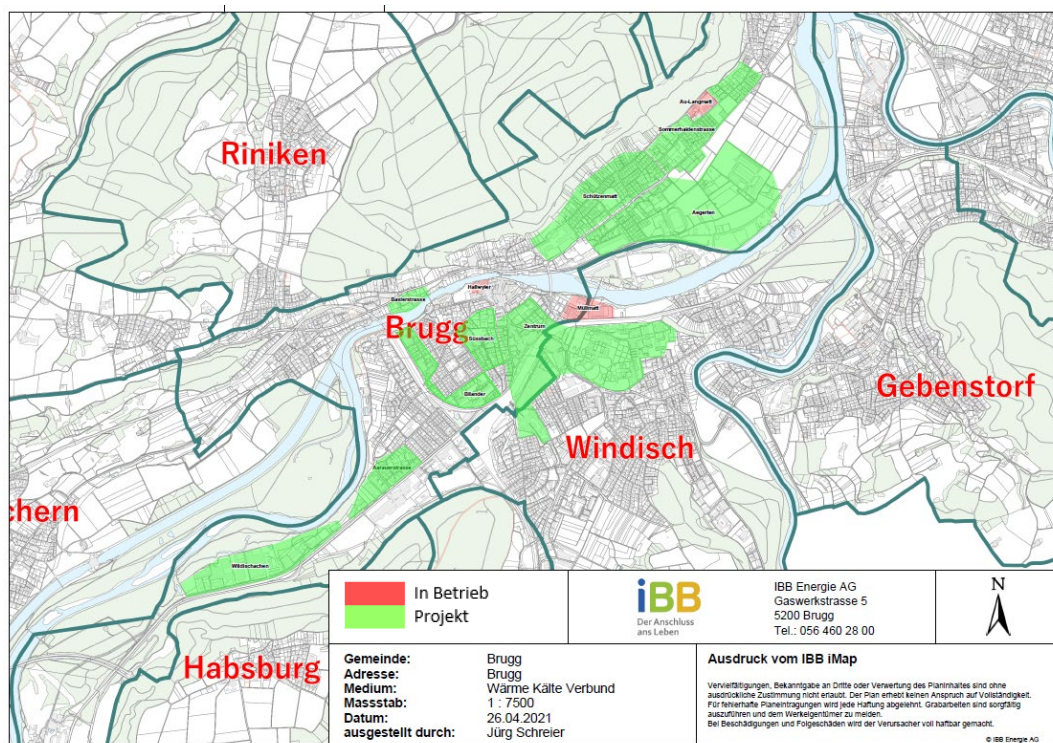 Riniken
Au-Langmatt
Sommerhaldenstrasse
Schützenmatt
Aegerten
Hallwyler
Baslerstrasse
Müllmatt
Brugg
Zentrum
Süssbach
Gebenstorf
Windisch
Aarauerstrasse
chern
Wildischachen
Habsburg
In Betrieb
Projekt
iBB
Der Anschluss
ans Leben
IBB Energie AG
Gaswerkstrasse 5
5200 Brugg
Tel.: 056 460 28 00
N
Gemeinde: Brugg
Adresse: Brugg
Medium: Wärme Kälte Verbund
Massstab: 1 : 7500
Datum: 26.04.2021
ausgestellt durch: Jürg Schreier
Ausdruck vom IBB iMap
Vervielfältigungen, Bekanntgabe an Dritte oder Verwertung des Planinhaltes sind ohne
ausdrückliche Zustimmung nicht erlaubt. Der Plan erhebt keinen Anspruch auf Vollständigkeit.
Für fehlerhafte Planeintragungen wird jede Haftung abgelehnt. Grabarbeiten sind sorgfältig
auszuführen und dem Werkeigentümer zu melden.
Bei Beschädigungen und Folgeschäden wird der Verursacher voll haftbar gemacht.
© IBB Energie AG